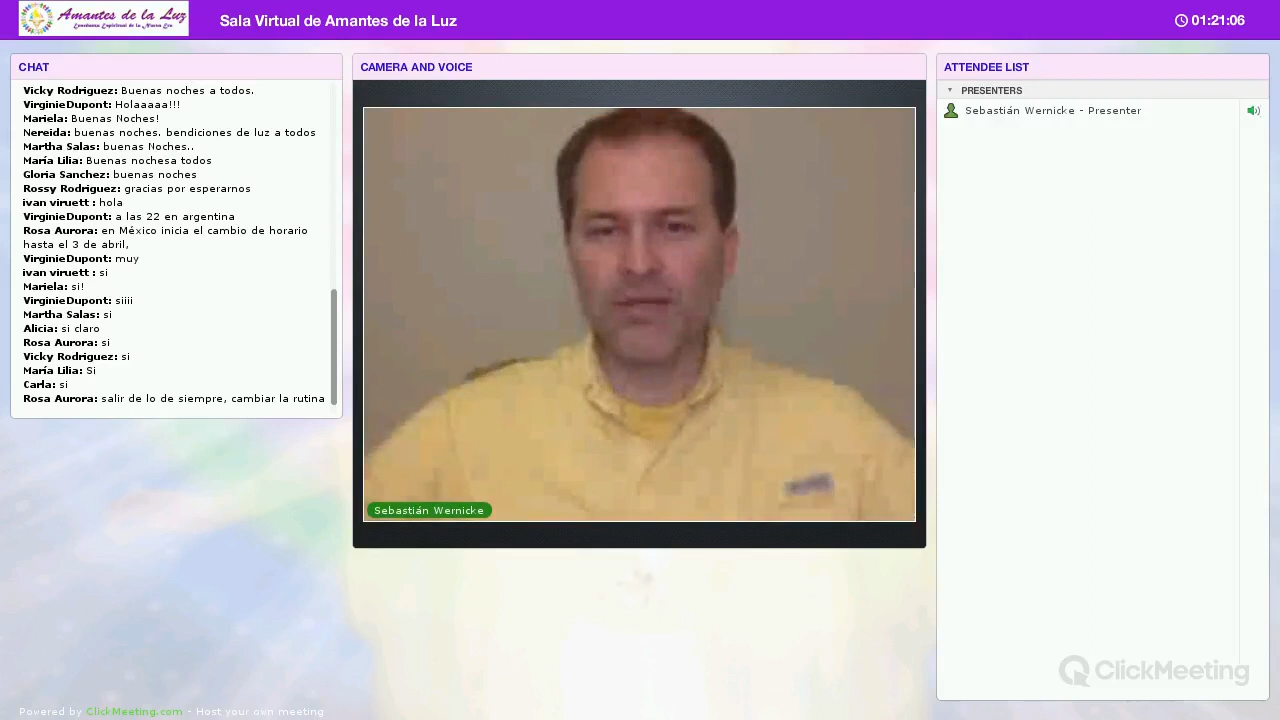 Amantes de la Luz
Enseñanza Espiritual de la Nueva Era
Sala Virtual de Amantes de la Luz
01:21:06
CHAT
Vicky Rodriguez: Buenas noches a todos.
VirginieDupont: Holaaaaa!!!
Mariela: Buenas Noches!
Nereida: buenas noches. bendiciones de luz a todos
Martha Salas: buenas Noches..
María Lilia: Buenas nochesa todos
Gloria Sanchez: buenas noches
Rossy Rodriguez: gracias por esperarnos
ivan viruett : hola
VirginieDupont: a las 22 en argentina
Rosa Aurora: en México inicia el cambio de horario
hasta el 3 de abril,
VirginieDupont: muy
ivan viruett : si
Mariela: si!
VirginieDupont: siiii
Martha Salas: si
Alicia: si claro
Rosa Aurora: si
Vicky Rodriguez: si
María Lilia: Si
Carla: si
Rosa Aurora: salir de lo de siempre, cambiar la rutina
CAMERA AND VOICE
Sebastián Wernicke
ATTENDEE LIST
PRESENTERS
Sebastián Wernicke - Presenter
ClickMeeting
Powered by ClickMeeting.com - Host your own meeting